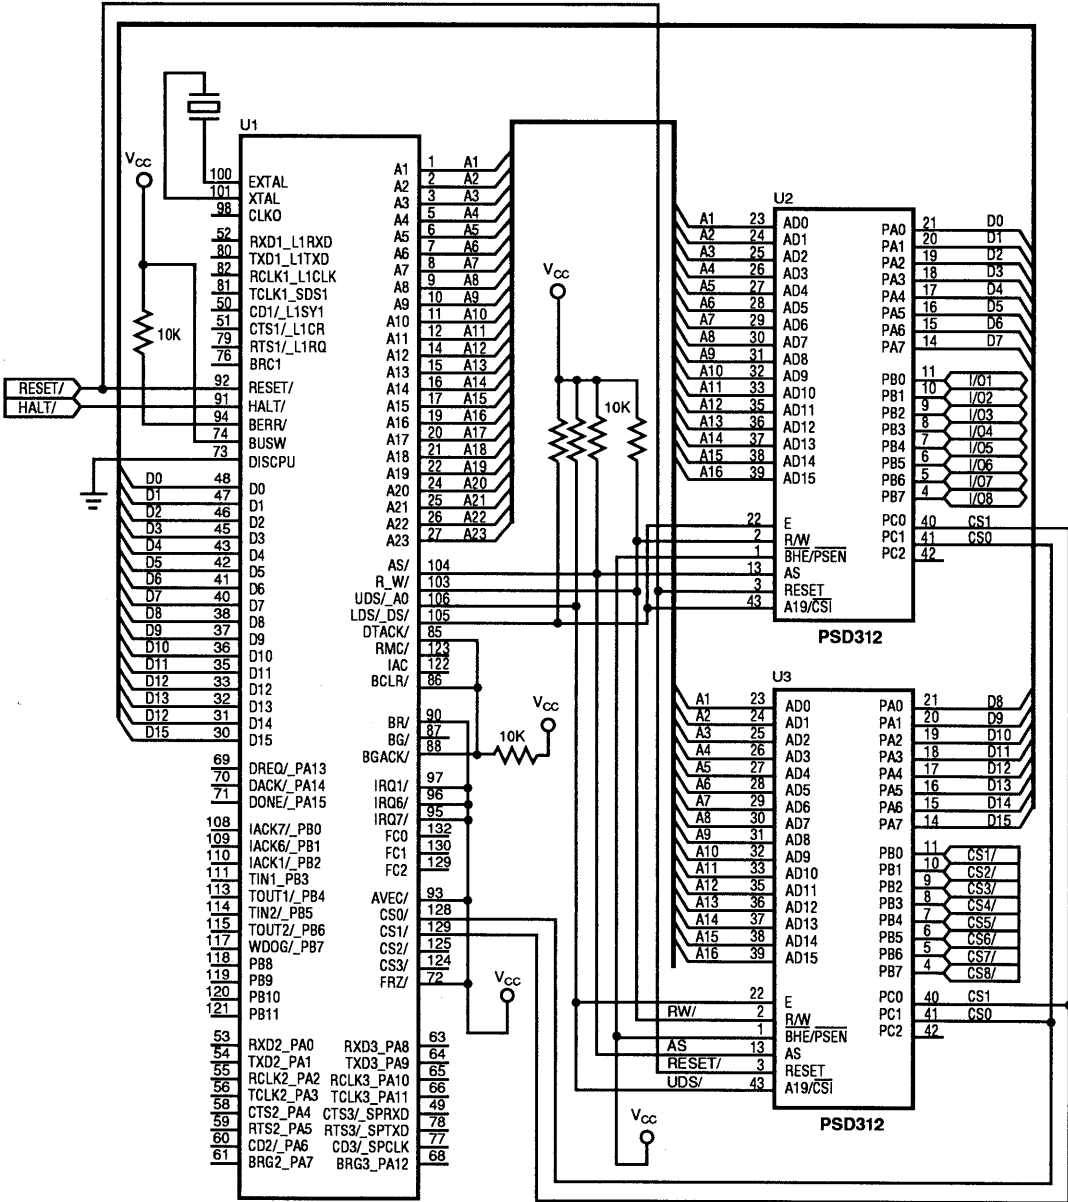 U1
VCC
10K
RESET/
HALT/
100 EXTAL
101 XTAL
98 CLKO
52 RXD1_L1RXD
80 TXD1_L1TXD
82 RCLK1_L1CLK
81 TCLK1_SDS1
50 CD1/_L1SY1
51 CTS1/_L1CR
79 RTS1/_L1RQ
76 BRC1
92 RESET/
91 HALT/
94 BERR/
74 BUSW
73 DISCPU
D0 48 D0
D1 47 D1
D2 46 D2
D3 45 D3
D4 43 D4
D5 42 D5
D6 41 D6
D7 40 D7
D8 38 D8
D9 37 D9
D10 36 D10
D11 35 D11
D12 33 D12
D13 32 D13
D12 31 D14
D15 30 D15
69 DREQ/_PA13
70 DACK/_PA14
71 DONE/_PA15
108 IACK7/_PB0
109 IACK6/_PB1
110 IACK1/_PB2
111 TIN1_PB3
113 TOUT1/_PB4
114 TIN2/_PB5
115 TOUT2/_PB6
117 WDOG/_PB7
118 PB8
119 PB9
120 PB10
121 PB11
53 RXD2_PA0
54 TXD2_PA1
55 RCLK2_PA2
56 TCLK2_PA3
58 CTS2_PA4
59 RTS2_PA5
60 CD2/_PA6
61 BRG2_PA7
A1 1 A1
A2 2 A2
A3 3 A3
A4 5 A4
A5 6 A5
A6 7 A6
A7 8 A7
A8 9 A8
A9 10 A9
A10 11 A10
A11 12 A11
A12 14 A12
A13 15 A13
A14 16 A14
A15 17 A15
A16 19 A16
A17 20 A17
A18 21 A18
A19 22 A19
A20 24 A20
A21 25 A21
A22 26 A22
A23 27 A23
AS/ 104
R_W/ 103
UDS/_A0 106
LDS/_DS/ 105
DTACK/ 85
RMC/ 123
IAC 122
BCLR/ 86
BR/ 90
BG/ 87
BGACK/ 88
IRQ1/ 97
IRQ6/ 96
IRQ7/ 95
FC0 132
FC1 130
FC2 129
AVEC/ 93
CS0/ 128
CS1/ 129
CS2/ 125
CS3/ 124
FRZ/ 72
RXD3_PA8 63
TXD3_PA9 64
RCLK3_PA10 65
TCLK3_PA11 66
CTS3/_SPRXD 49
RTS3/_SPTXD 78
CD3/_SPCLK 77
BRG3_PA12 68
VCC
10K
VCC
10K
VCC
VCC
U2
A1 23 AD0
A2 24 AD1
A3 25 AD2
A4 26 AD3
A5 27 AD4
A6 28 AD5
A7 29 AD6
A8 30 AD7
A9 31 AD8
A10 32 AD9
A11 33 AD10
A12 35 AD11
A13 36 AD12
A14 37 AD13
A15 38 AD14
A16 39 AD15
22 E
2 R/W
1 BHE/PSEN
13 AS
3 RESET
43 A19/CSI
PA0 21 D0
PA1 20 D1
PA2 19 D2
PA3 18 D3
PA4 17 D4
PA5 16 D5
PA6 15 D6
PA7 14 D7
PB0 11 I/O1
PB1 10 I/O2
PB2 9 I/O3
PB3 8 I/O4
PB4 7 I/O5
PB5 6 I/O6
PB6 5 I/O7
PB7 4 I/O8
PC0 40 CS1
PC1 41 CS0
PC2 42
PSD312
U3
A1 23 AD0
A2 24 AD1
A3 25 AD2
A4 26 AD3
A5 27 AD4
A6 28 AD5
A7 29 AD6
A8 30 AD7
A9 31 AD8
A10 32 AD9
A11 33 AD10
A12 35 AD11
A13 36 AD12
A14 37 AD13
A15 38 AD14
A16 39 AD15
22 E
RW/ 2 R/W
1 BHE/PSEN
AS 13 AS
RESET/ 3 RESET
UDS/ 43 A19/CSI
PA0 21 D8
PA1 20 D9
PA2 19 D10
PA3 18 D11
PA4 17 D12
PA5 16 D13
PA6 15 D14
PA7 14 D15
PB0 11 CS1/
PB1 10 CS2/
PB2 9 CS3/
PB3 8 CS4/
PB4 7 CS5/
PB5 6 CS6/
PB6 5 CS7/
PB7 4 CS8/
PC0 40 CS1
PC1 41 CS0
PC2 42
PSD312